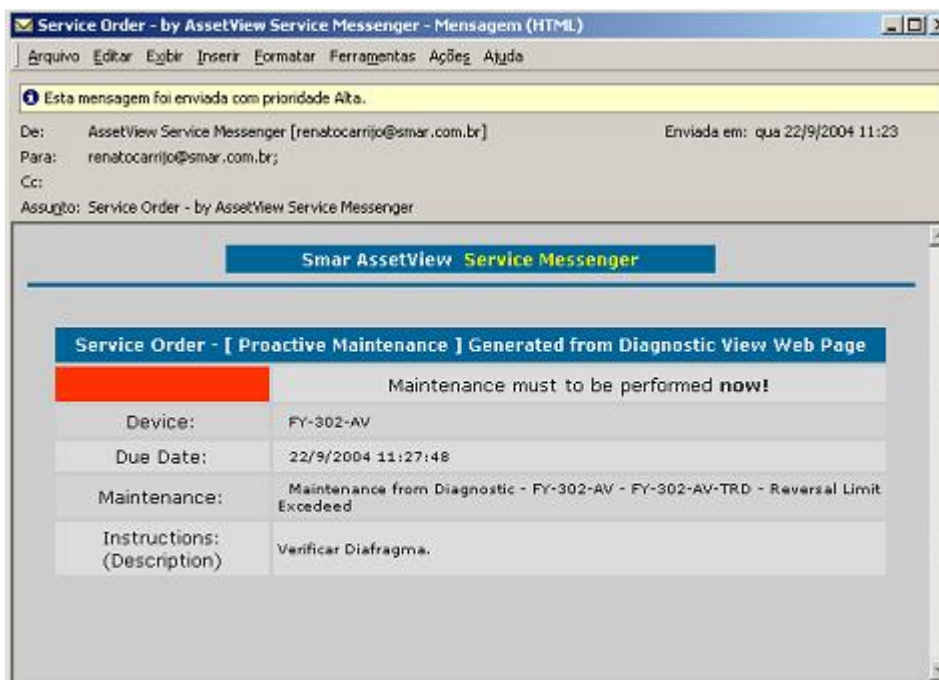 Service Order - by AssetView Service Messenger - Mensagem (HTML)
Arquivo Editar Exibir Inserir Formatar Ferramentas Ações Ajuda
Esta mensagem foi enviada com prioridade Alta.
De: AssetView Service Messenger [renatocarrijo@smar.com.br] Enviada em: qua 22/9/2004 11:23
Para: renatocarrijo@smar.com.br;
Cc:
Assunto: Service Order - by AssetView Service Messenger
Smar AssetView Service Messenger
Service Order - [ Proactive Maintenance ] Generated from Diagnostic View Web Page
Maintenance must to be performed now!
Device: FY-302-AV
Due Date: 22/9/2004 11:27:48
Maintenance: Maintenance from Diagnostic - FY-302-AV - FY-302-AV-TRD - Reversal Limit
Excedeed
Instructions:
(Description) Verificar Diafragma.